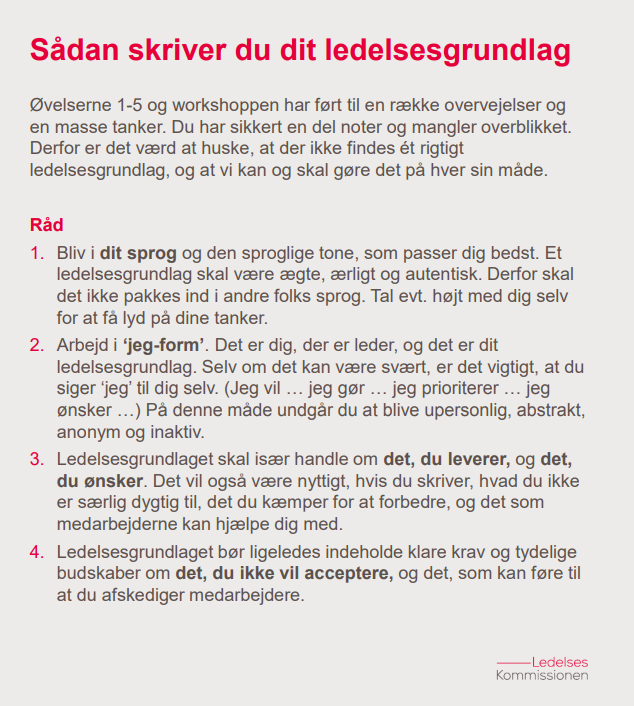 Sådan skriver du dit ledelsesgrundlag
Øvelserne 1-5 og workshoppen har ført til en række overvejelser og
en masse tanker. Du har sikkert en del noter og mangler overblikket.
Derfor er det værd at huske, at der ikke findes ét rigtigt
ledelsesgrundlag, og at vi kan og skal gøre det på hver sin måde.
Råd
1. Bliv i dit sprog og den sproglige tone, som passer dig bedst. Et
ledelsesgrundlag skal være ægte, ærligt og autentisk. Derfor skal
det ikke pakkes ind i andre folks sprog. Tal evt. højt med dig selv
for at få lyd på dine tanker.
2. Arbejd i ‘jeg-form’. Det er dig, der er leder, og det er dit
ledelsesgrundlag. Selv om det kan være svært, er det vigtigt, at du
siger ‘jeg’ til dig selv. (Jeg vil … jeg gør … jeg prioriterer … jeg
ønsker …) På denne måde undgår du at blive upersonlig, abstrakt,
anonym og inaktiv.
3. Ledelsesgrundlaget skal især handle om det, du leverer, og det,
du ønsker. Det vil også være nyttigt, hvis du skriver, hvad du ikke
er særlig dygtig til, det du kæmper for at forbedre, og det som
medarbejderne kan hjælpe dig med.
4. Ledelsesgrundlaget bør ligeledes indeholde klare krav og tydelige
budskaber om det, du ikke vil acceptere, og det, som kan føre til
at du afskediger medarbejdere.
Ledelses
Kommissionen